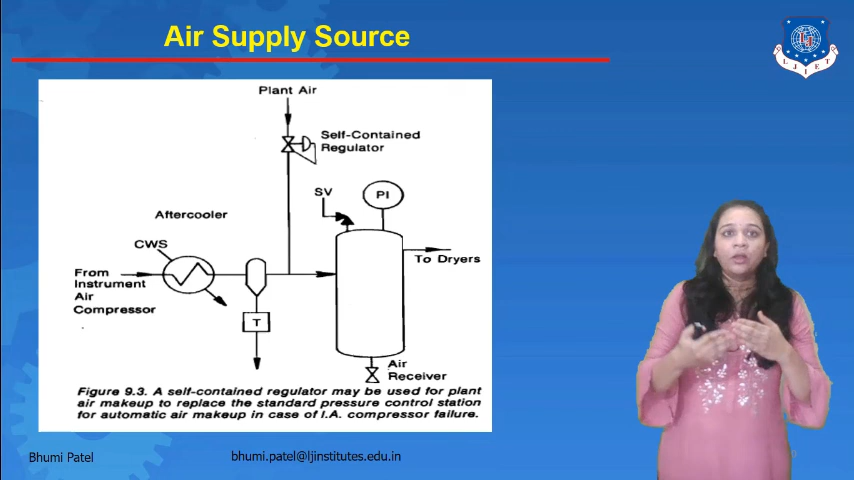 Air Supply Source
L J I E T
Plant Air
Self-Contained
Regulator
SV
PI
Aftercooler
CWS
To Dryers
From
Instrument
Air
Compressor
T
Air
Receiver
Figure 9.3. A self-contained regulator may be used for plant
air makeup to replace the standard pressure control station
for automatic air makeup in case of I.A. compressor failure.
Bhumi Patel
bhumi.patel@ljinstitutes.edu.in